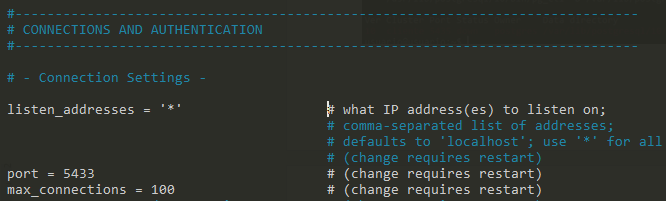 #------------------------------------------------------------------------------
# CONNECTIONS AND AUTHENTICATION
#------------------------------------------------------------------------------
# - Connection Settings -
listen_addresses = '*' # what IP address(es) to listen on;
# comma-separated list of addresses;
# defaults to 'localhost'; use '*' for all
# (change requires restart)
port = 5433 # (change requires restart)
max_connections = 100 # (change requires restart)